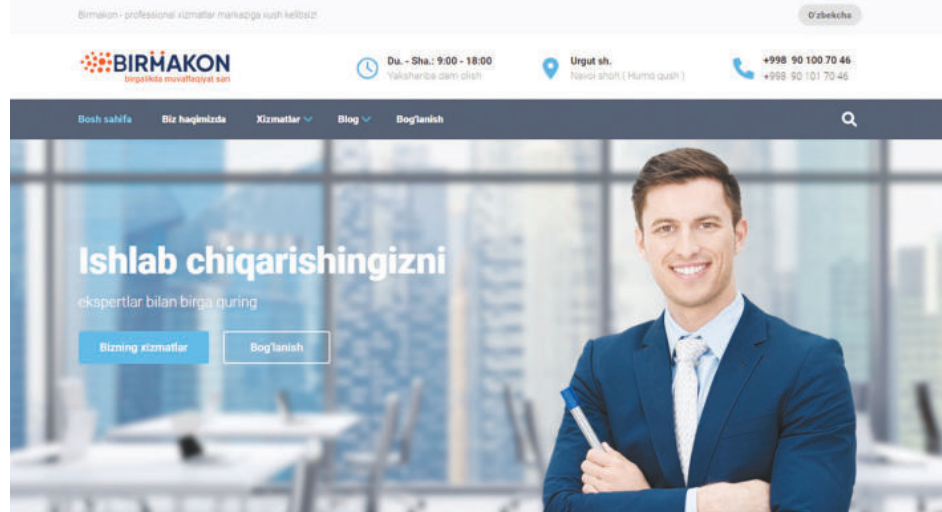 Birmakon - professional xizmatlar markaziga xush kelibsiz!
O'zbekcha
BIRMAKON
birgalikda muvaffaqiyat sari
Du. - Sha.: 9:00 - 18:00
Yakshanba dam olish
Urgut sh.
Navoi shoh ( Humo qush )
+998 90 100 70 46
+998 90 101 70 46
Bosh sahifa Biz haqimizda Xizmatlar Blog Bog'lanish
Ishlab chiqarishingizni
ekspertlar bilan birga quring
Bizning xizmatlar Bog'lanish